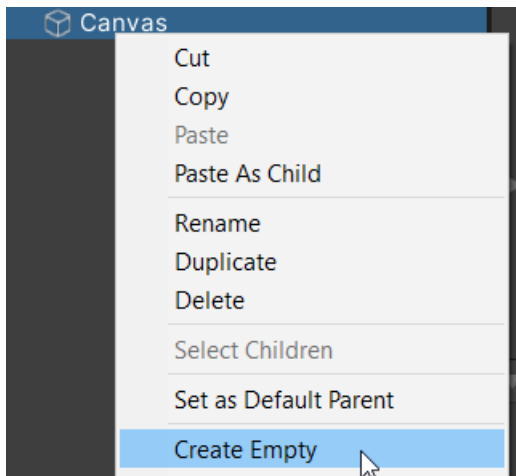 Canvas
Cut
Copy
Paste
Paste As Child
Rename
Duplicate
Delete
Select Children
Set as Default Parent
Create Empty